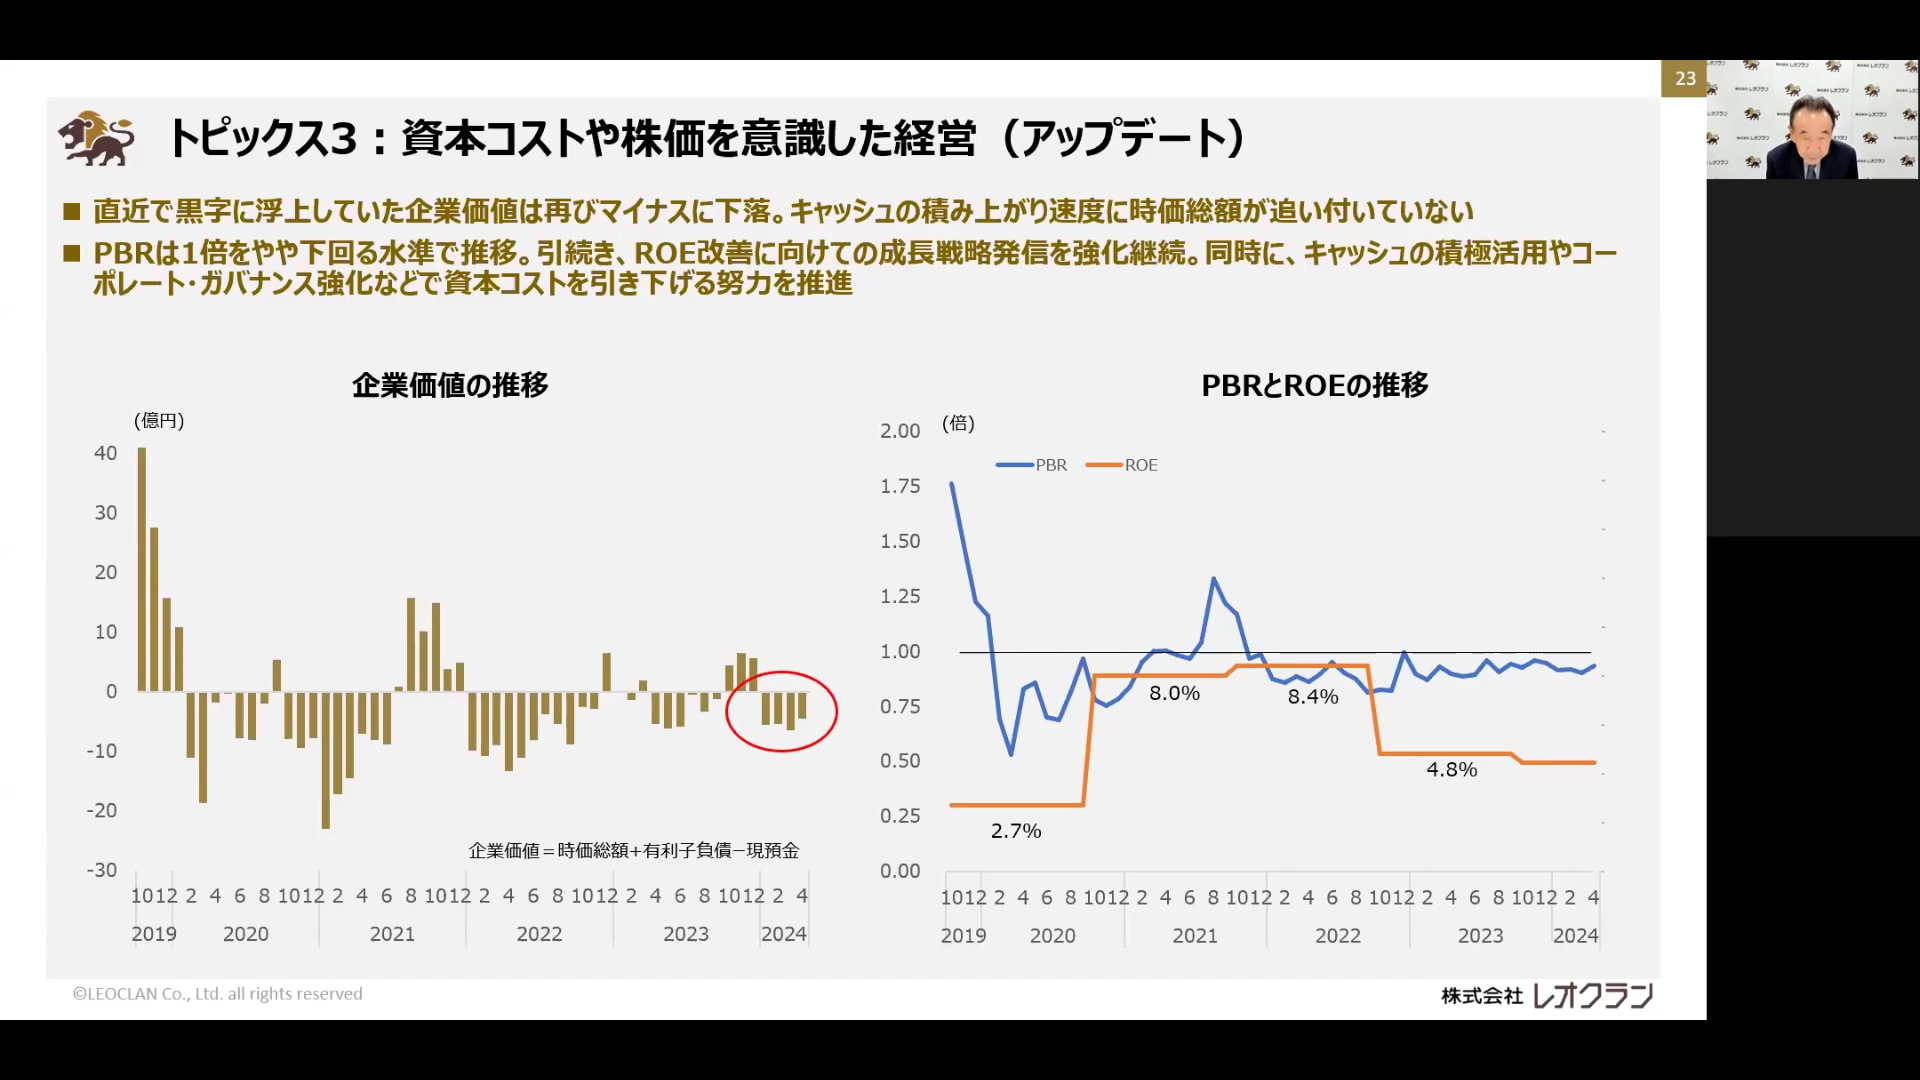 23
トピックス3：資本コストや株価を意識した経営（アップデート）
■ 直近で黒字に浮上していた企業価値は再びマイナスに下落。キャッシュの積み上がり速度に時価総額が追い付いていない
■ PBRは1倍をやや下回る水準で推移。引続き、ROE改善に向けての成長戦略発信を強化継続。同時に、キャッシュの積極活用やコー
ポレート・ガバナンス強化などで資本コストを引き下げる努力を推進
企業価値の推移
(億円)
40
30
20
10
0
-10
-20
-30
企業価値＝時価総額+有利子負債－現預金
10 12 2 4 6 8 10 12 2 4 6 8 10 12 2 4 6 8 10 12 2 4 6 8 10 12 2 4
2019 2020 2021 2022 2023 2024
PBRとROEの推移
(倍)
PBR ROE
2.00
1.75
1.50
1.25
1.00
0.75
0.50
0.25
0.00
2.7%
8.0%
8.4%
4.8%
10 12 2 4 6 8 10 12 2 4 6 8 10 12 2 4 6 8 10 12 2 4 6 8 10 12 2 4
2019 2020 2021 2022 2023 2024
©LEOCLAN Co., Ltd. all rights reserved
株式会社 レオクラン